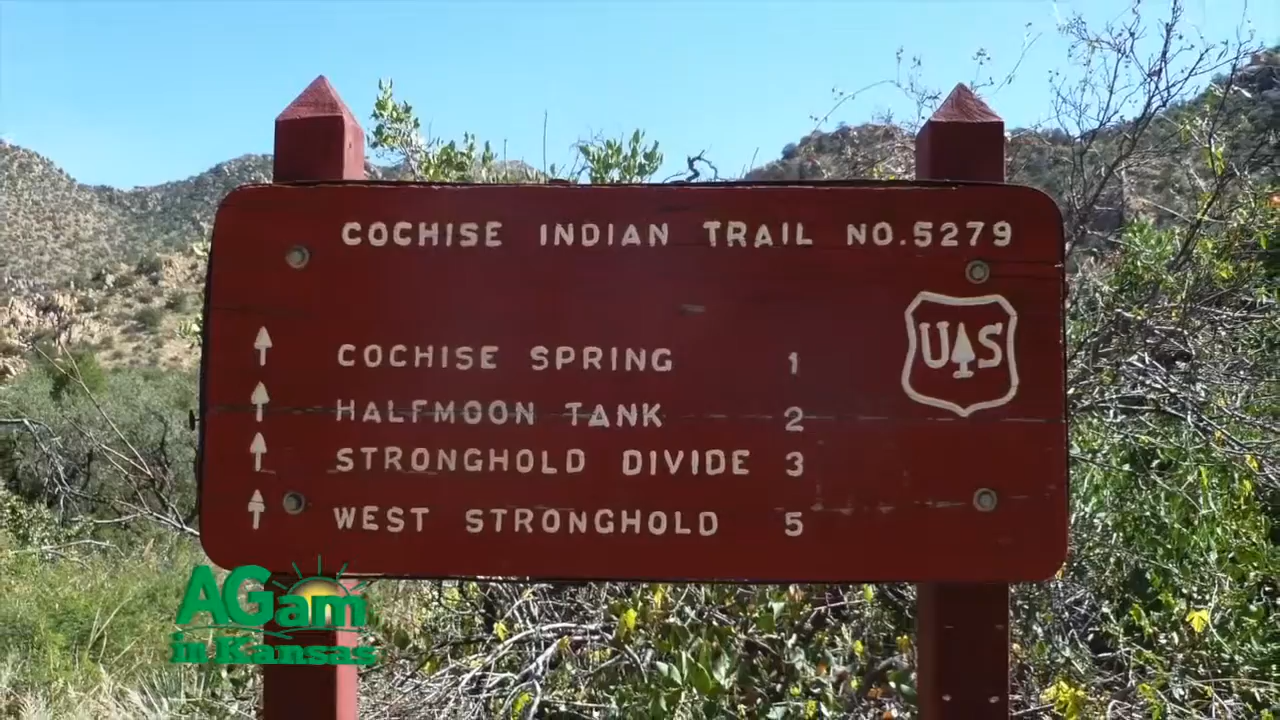 COCHISE INDIAN TRAIL NO.5279
COCHISE SPRING 1
HALFMOON TANK 2
STRONGHOLD DIVIDE 3
WEST STRONGHOLD 5
US
AGam
in Kansas